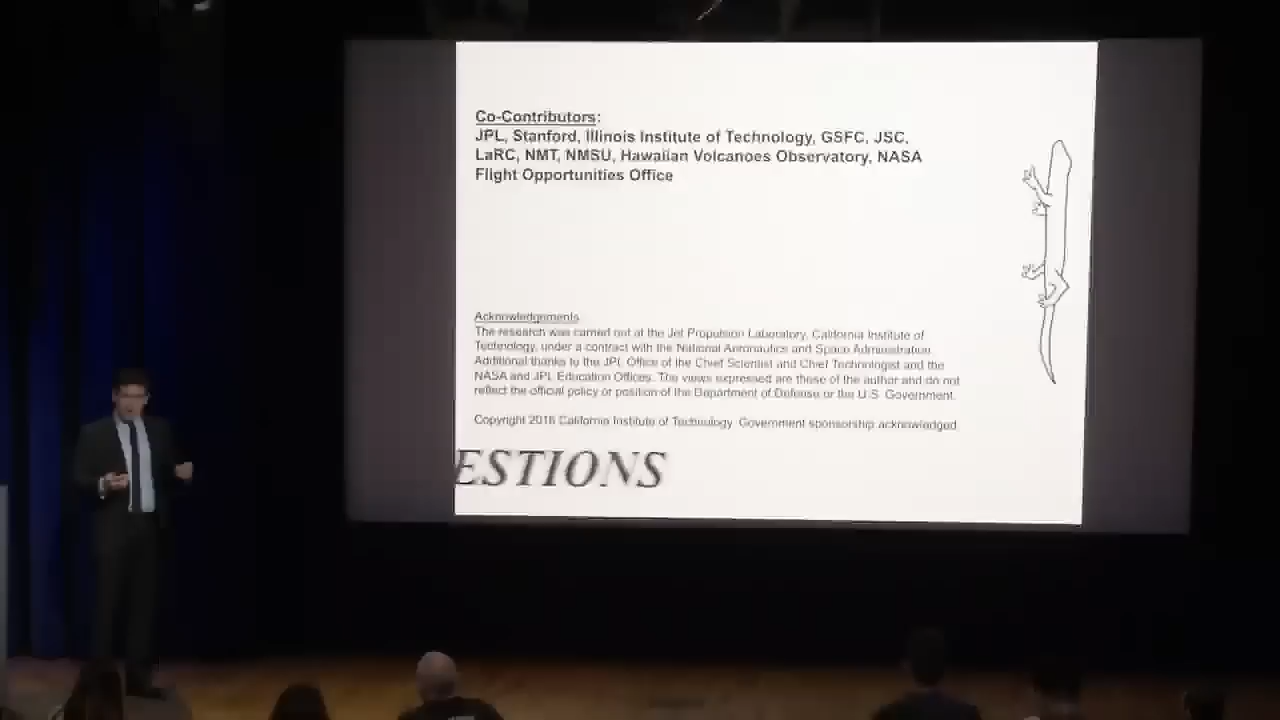 Co-Contributors:
JPL, Stanford, Illinois Institute of Technology, GSFC, JSC,
LaRC, NMT, NMSU, Hawaiian Volcanoes Observatory, NASA
Flight Opportunities Office
Acknowledgements
The research was carried out at the Jet Propulsion Laboratory, California Institute of
Technology, under a contract with the National Aeronautics and Space Administration.
Additional thanks to the JPL Office of the Chief Scientist and Chief Technologist and the
NASA and JPL Education Offices. The views expressed are those of the author and do not
reflect the official policy or position of the Department of Defense or the U.S. Government.
Copyright 2016 California Institute of Technology. Government sponsorship acknowledged.
ESTIONS